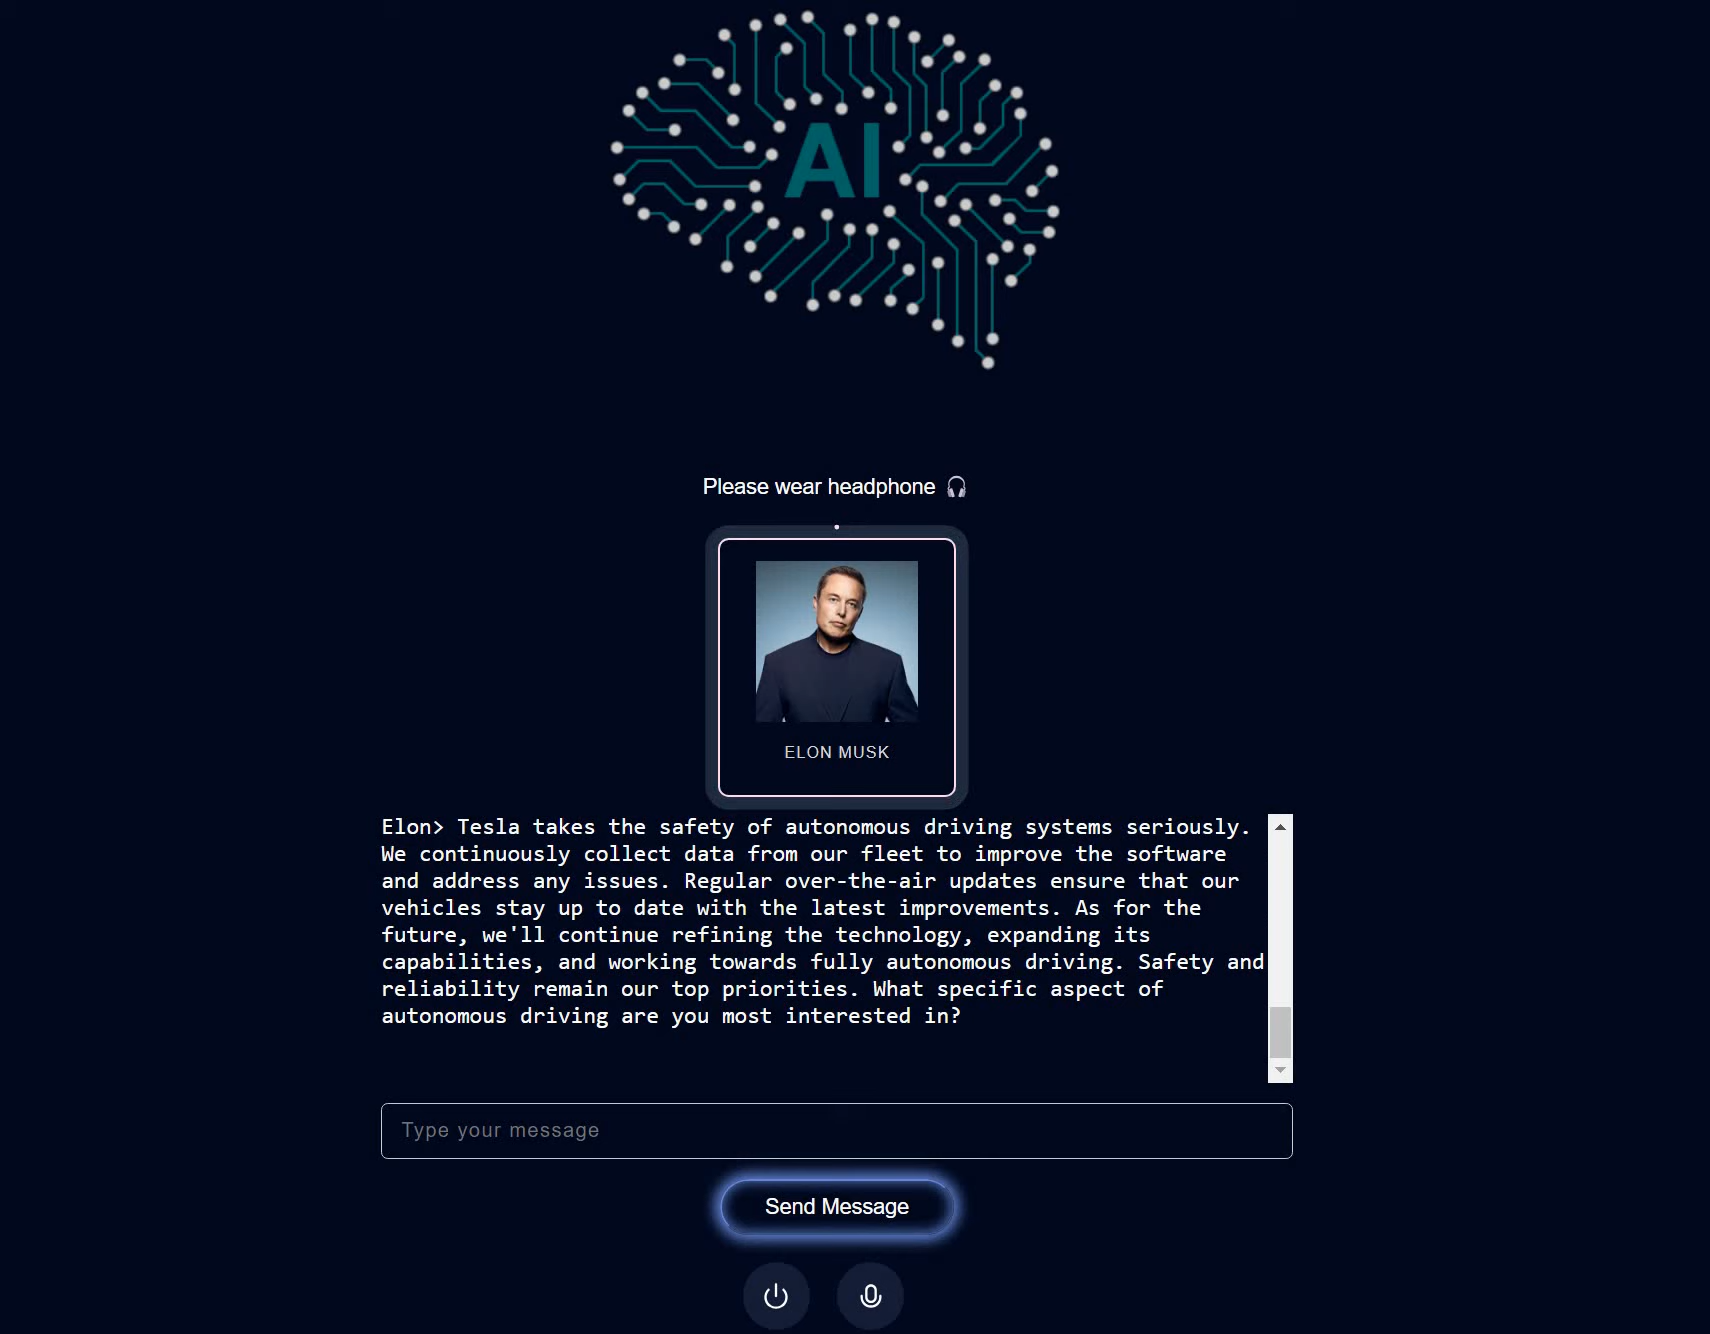 AI
Please wear headphone
ELON MUSK
Elon> Tesla takes the safety of autonomous driving systems seriously.
We continuously collect data from our fleet to improve the software
and address any issues. Regular over-the-air updates ensure that our
vehicles stay up to date with the latest improvements. As for the
future, we'll continue refining the technology, expanding its
capabilities, and working towards fully autonomous driving. Safety and
reliability remain our top priorities. What specific aspect of
autonomous driving are you most interested in?
Type your message
Send Message